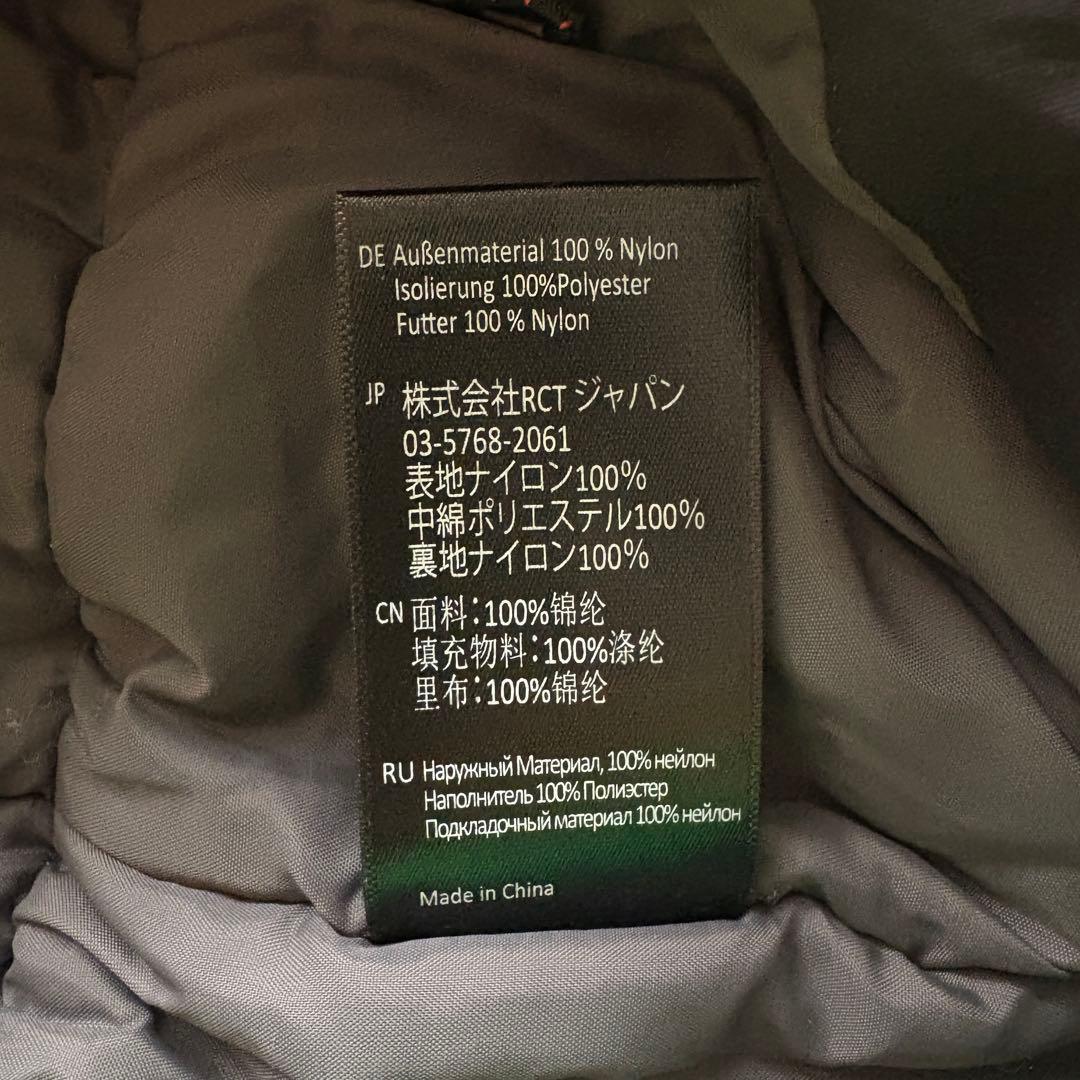 DE Außenmaterial 100 % Nylon
Isolierung 100%Polyester
Futter 100 % Nylon
JP 株式会社RCT ジャパン
03-5768-2061
表地ナイロン100%
中綿ポリエステル100%
裏地ナイロン100%
CN 面料:100%锦纶
填充物料:100%涤纶
里布:100%锦纶
RU Наружный Материал, 100% нейлон
Наполнитель 100% Полиэстер
Подкладочный материал 100% нейлон
Made in China